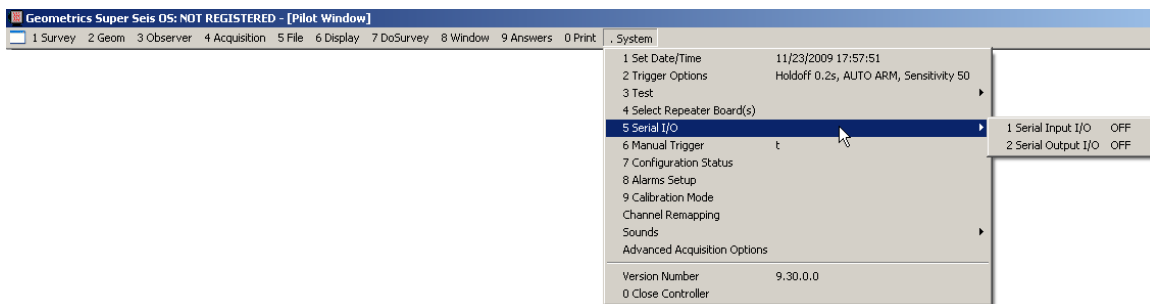 Geometrics Super Seis OS: NOT REGISTERED - [Pilot Window]
1 Survey 2 Geom 3 Observer 4 Acquisition 5 File 6 Display 7 DoSurvey 8 Window 9 Answers 0 Print . System
1 Set Date/Time 11/23/2009 17:57:51
2 Trigger Options Holdoff 0.2s, AUTO ARM, Sensitivity 50
3 Test
4 Select Repeater Board(s)
5 Serial I/O
1 Serial Input I/O OFF
2 Serial Output I/O OFF
6 Manual Trigger t
7 Configuration Status
8 Alarms Setup
9 Calibration Mode
Channel Remapping
Sounds
Advanced Acquisition Options
Version Number 9.30.0.0
0 Close Controller